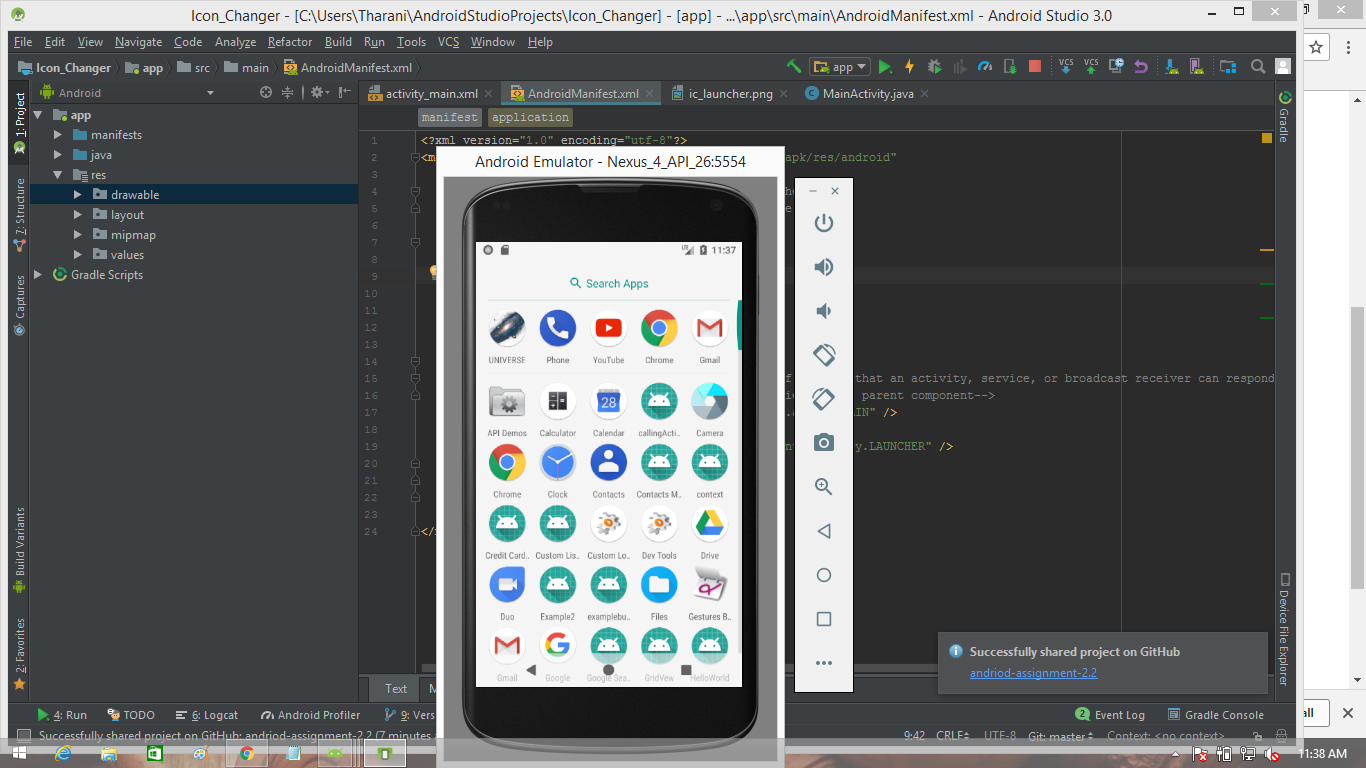 Icon_Changer - [C:\Users\Tharani\AndroidStudioProjects\Icon_Changer] - [app] - ...\app\src\main\AndroidManifest.xml - Android Studio 3.0
File Edit View Navigate Code Analyze Refactor Build Run Tools VCS Window Help
Icon_Changer app src main AndroidManifest.xml
app
VCS VCS
1: Project
Android
activity_main.xml AndroidManifest.xml ic_launcher.png MainActivity.java
manifest application
Gradle
app
manifests
java
res
drawable
layout
mipmap
values
Gradle Scripts
7: Structure
Captures
Build Variants
2: Favorites
1 <?xml version="1.0" encoding="utf-8"?>
2 <m apk/res/android"
3
4 he
5 e
6
7
8
9
10
11
12
13
14
15 f that an activity, service, or broadcast receiver can respond
16 parent component-->
17 IN" />
18
19 y.LAUNCHER" />
20
21
22
23
24 </
Android Emulator - Nexus_4_API_26:5554
11:37
Search Apps
UNIVERSE Phone YouTube Chrome Gmail
API Demos Calculator Calendar callingActi.. Camera
28
Chrome Clock Contacts Contacts M.. context
Credit Card.. Custom Lis.. Custom Lo.. Dev Tools Drive
Duo Example2 examplebu.. Files Gestures B..
Gmail Google Google Sea.. GridView HelloWorld
Device File Explorer
Successfully shared project on GitHub
andriod-assignment-2.2
Text M
4: Run TODO 6: Logcat Android Profiler 9: Vers
2 Event Log Gradle Console
Successfully shared project on GitHub: andriod-assignment-2.2 (7 minutes
9:42 CRLF UTF-8 Git: master Context: <no context>
all
11:38 AM